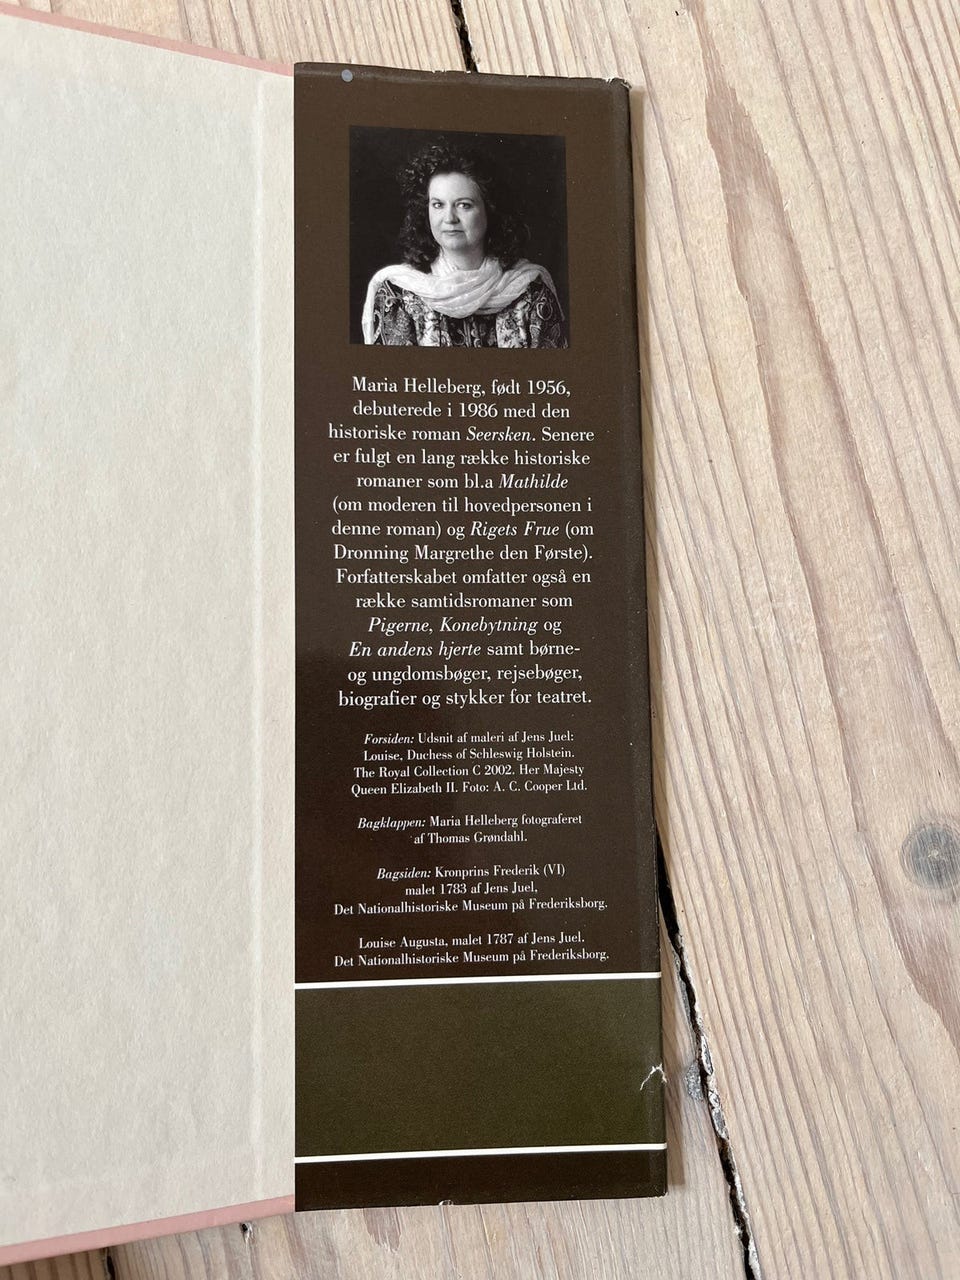 Maria Helleberg, født 1956,
debuterede i 1986 med den
historiske roman Seersken. Senere
er fulgt en lang række historiske
romaner som bl.a Mathilde
(om moderen til hovedpersonen i
denne roman) og Rigets Frue (om
Dronning Margrethe den Første).
Forfatterskabet omfatter også en
række samtidsromaner som
Pigerne, Konebytning og
En andens hjerte samt børne-
og ungdomsbøger, rejsebøger,
biografier og stykker for teatret.
Forsiden: Udsnit af maleri af Jens Juel:
Louise, Duchess of Schleswig Holstein.
The Royal Collection C 2002. Her Majesty
Queen Elizabeth II. Foto: A. C. Cooper Ltd.
Bagklappen: Maria Helleberg fotograferet
af Thomas Grøndahl.
Bagsiden: Kronprins Frederik (VI)
malet 1783 af Jens Juel,
Det Nationalhistoriske Museum på Frederiksborg.
Louise Augusta, malet 1787 af Jens Juel.
Det Nationalhistoriske Museum på Frederiksborg.